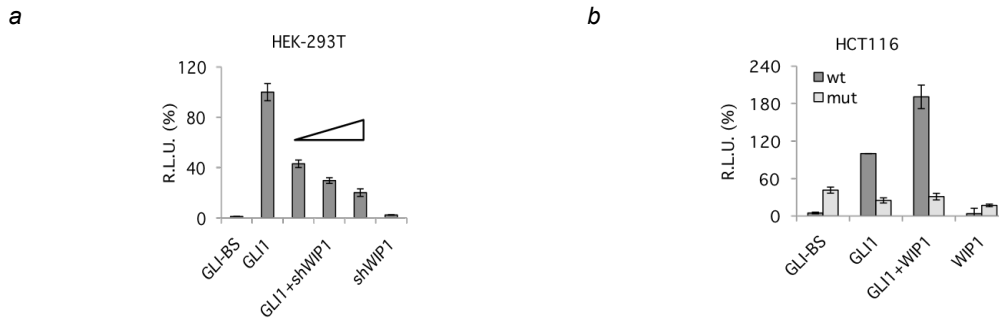 a
HEK-293T
R.L.U. (%)
120
80
40
0
GLI-BS
GLI1
GLI1+shWIP1
shWIP1
b
HCT116
R.L.U. (%)
240
180
120
60
0
wt
mut
GLI-BS
GLI1
GLI1+WIP1
WIP1